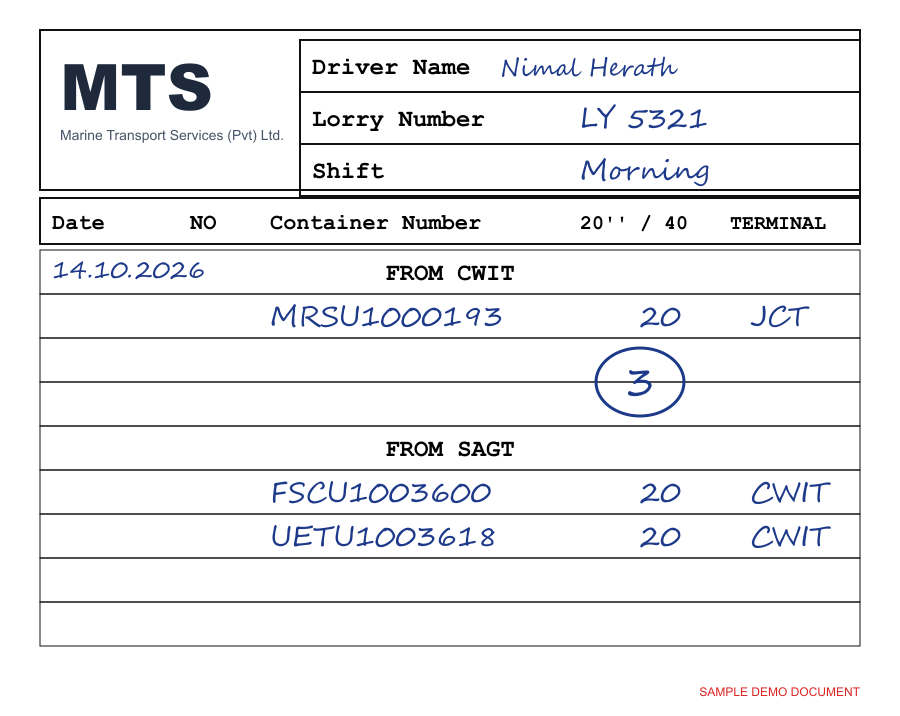 MTS
Marine Transport Services (Pvt) Ltd.
Driver Name Nimal Herath
Lorry Number LY 5321
Shift Morning
Date NO Container Number 20'' / 40 TERMINAL
14.10.2026 FROM CWIT
MRSU1000193 20 JCT
3
FROM SAGT
FSCU1003600 20 CWIT
UETU1003618 20 CWIT
SAMPLE DEMO DOCUMENT